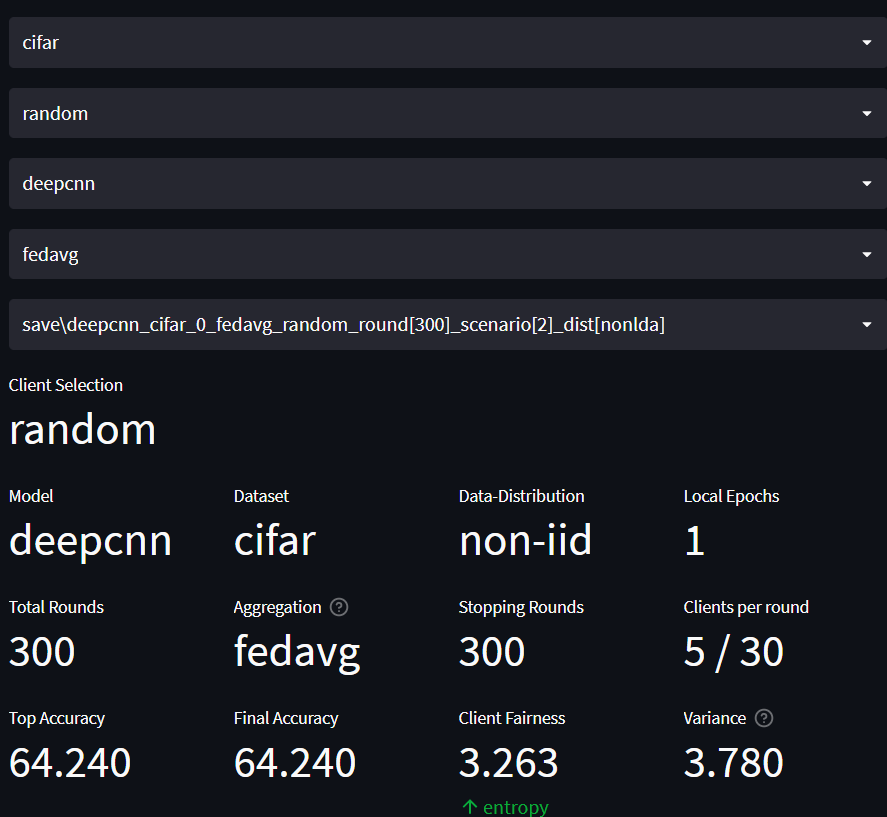 cifar
random
deepcnn
fedavg
save\deepcnn_cifar_0_fedavg_random_round[300]_scenario[2]_dist[nonlda]
Client Selection
random
Model Dataset Data-Distribution Local Epochs
deepcnn cifar non-iid 1
Total Rounds Aggregation Stopping Rounds Clients per round
300 fedavg 300 5 / 30
Top Accuracy Final Accuracy Client Fairness Variance
64.240 64.240 3.263 3.780
↑ entropy